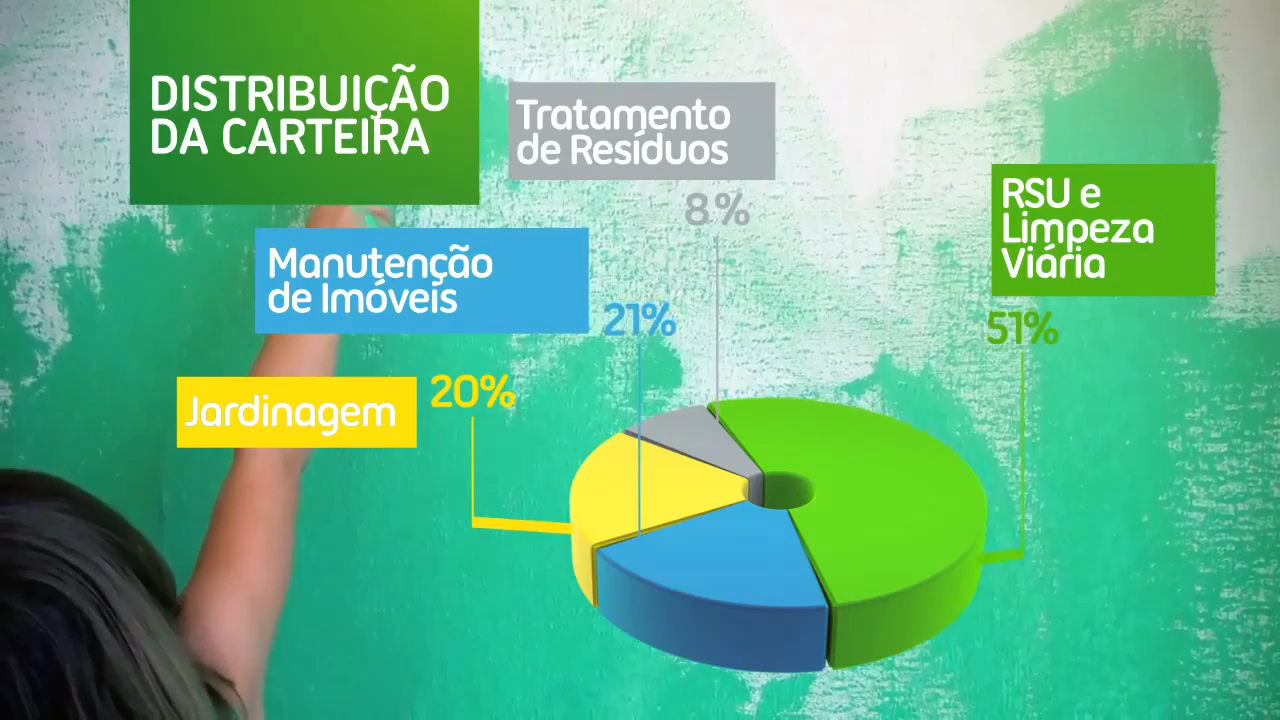 DISTRIBUIÇÃO
DA CARTEIRA
Tratamento
de Resíduos
8%
RSU e
Limpeza
Viária
51%
Manutenção
de Imóveis
21%
Jardinagem
20%